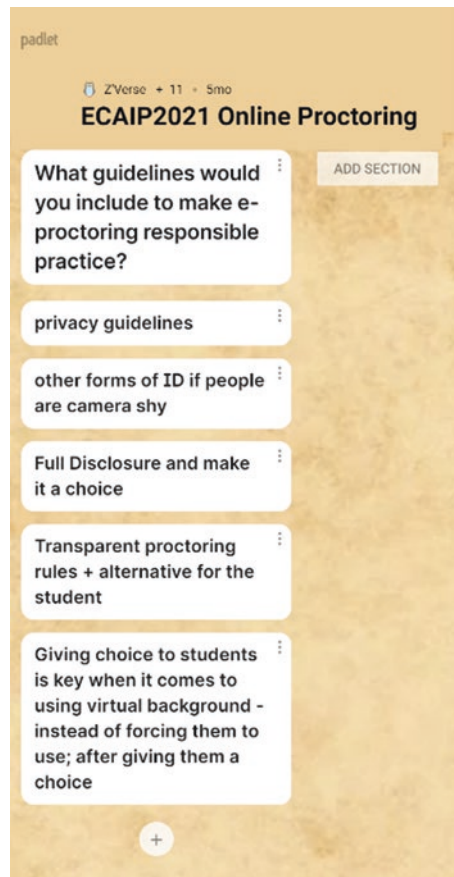 padlet
Z'Verse + 11 • 5mo
ECAIP2021 Online Proctoring
What guidelines would
you include to make e-
proctoring responsible
practice?
ADD SECTION
privacy guidelines
other forms of ID if people
are camera shy
Full Disclosure and make
it a choice
Transparent proctoring
rules + alternative for the
student
Giving choice to students
is key when it comes to
using virtual background -
instead of forcing them to
use; after giving them a
choice
+